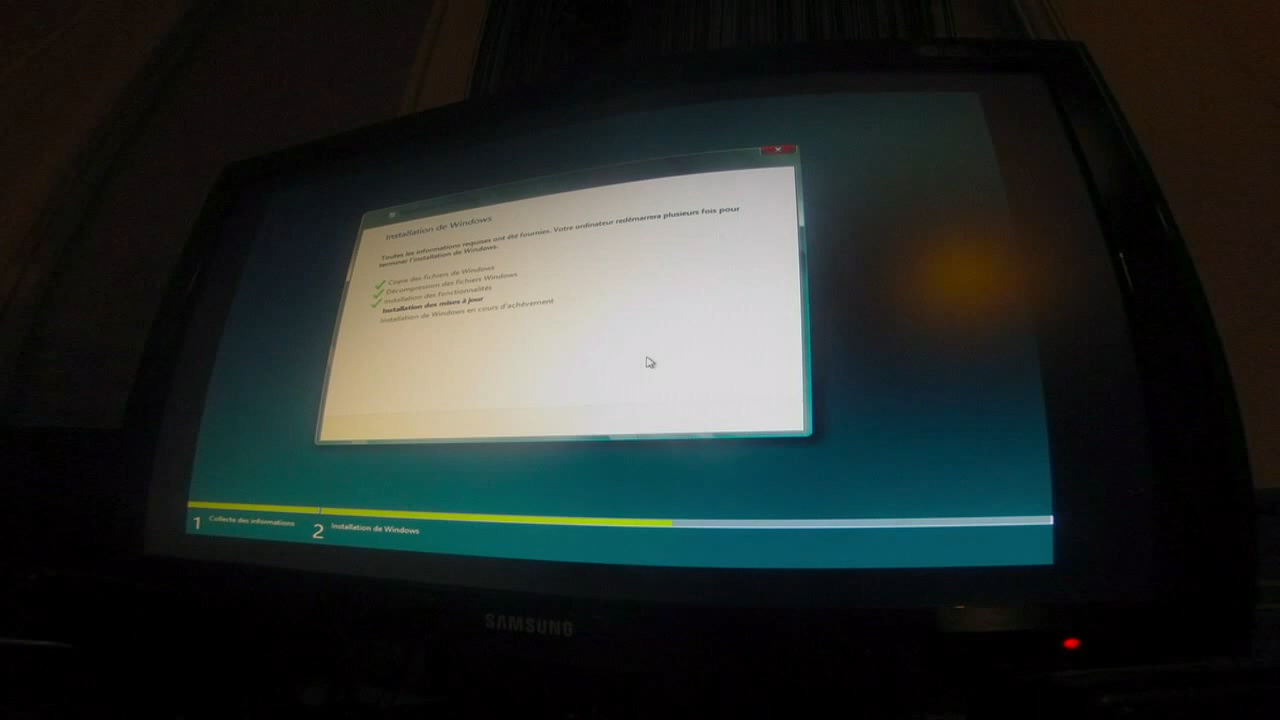 Installation de Windows
Toutes les informations requises ont été fournies. Votre ordinateur redémarrera plusieurs fois pour
terminer l'installation de Windows.
Copie des fichiers de Windows
Décompression des fichiers Windows
Installation des fonctionnalités
Installation des mises à jour
Installation de Windows en cours d'achèvement
1 Collecte des informations
2 Installation de Windows
SAMSUNG